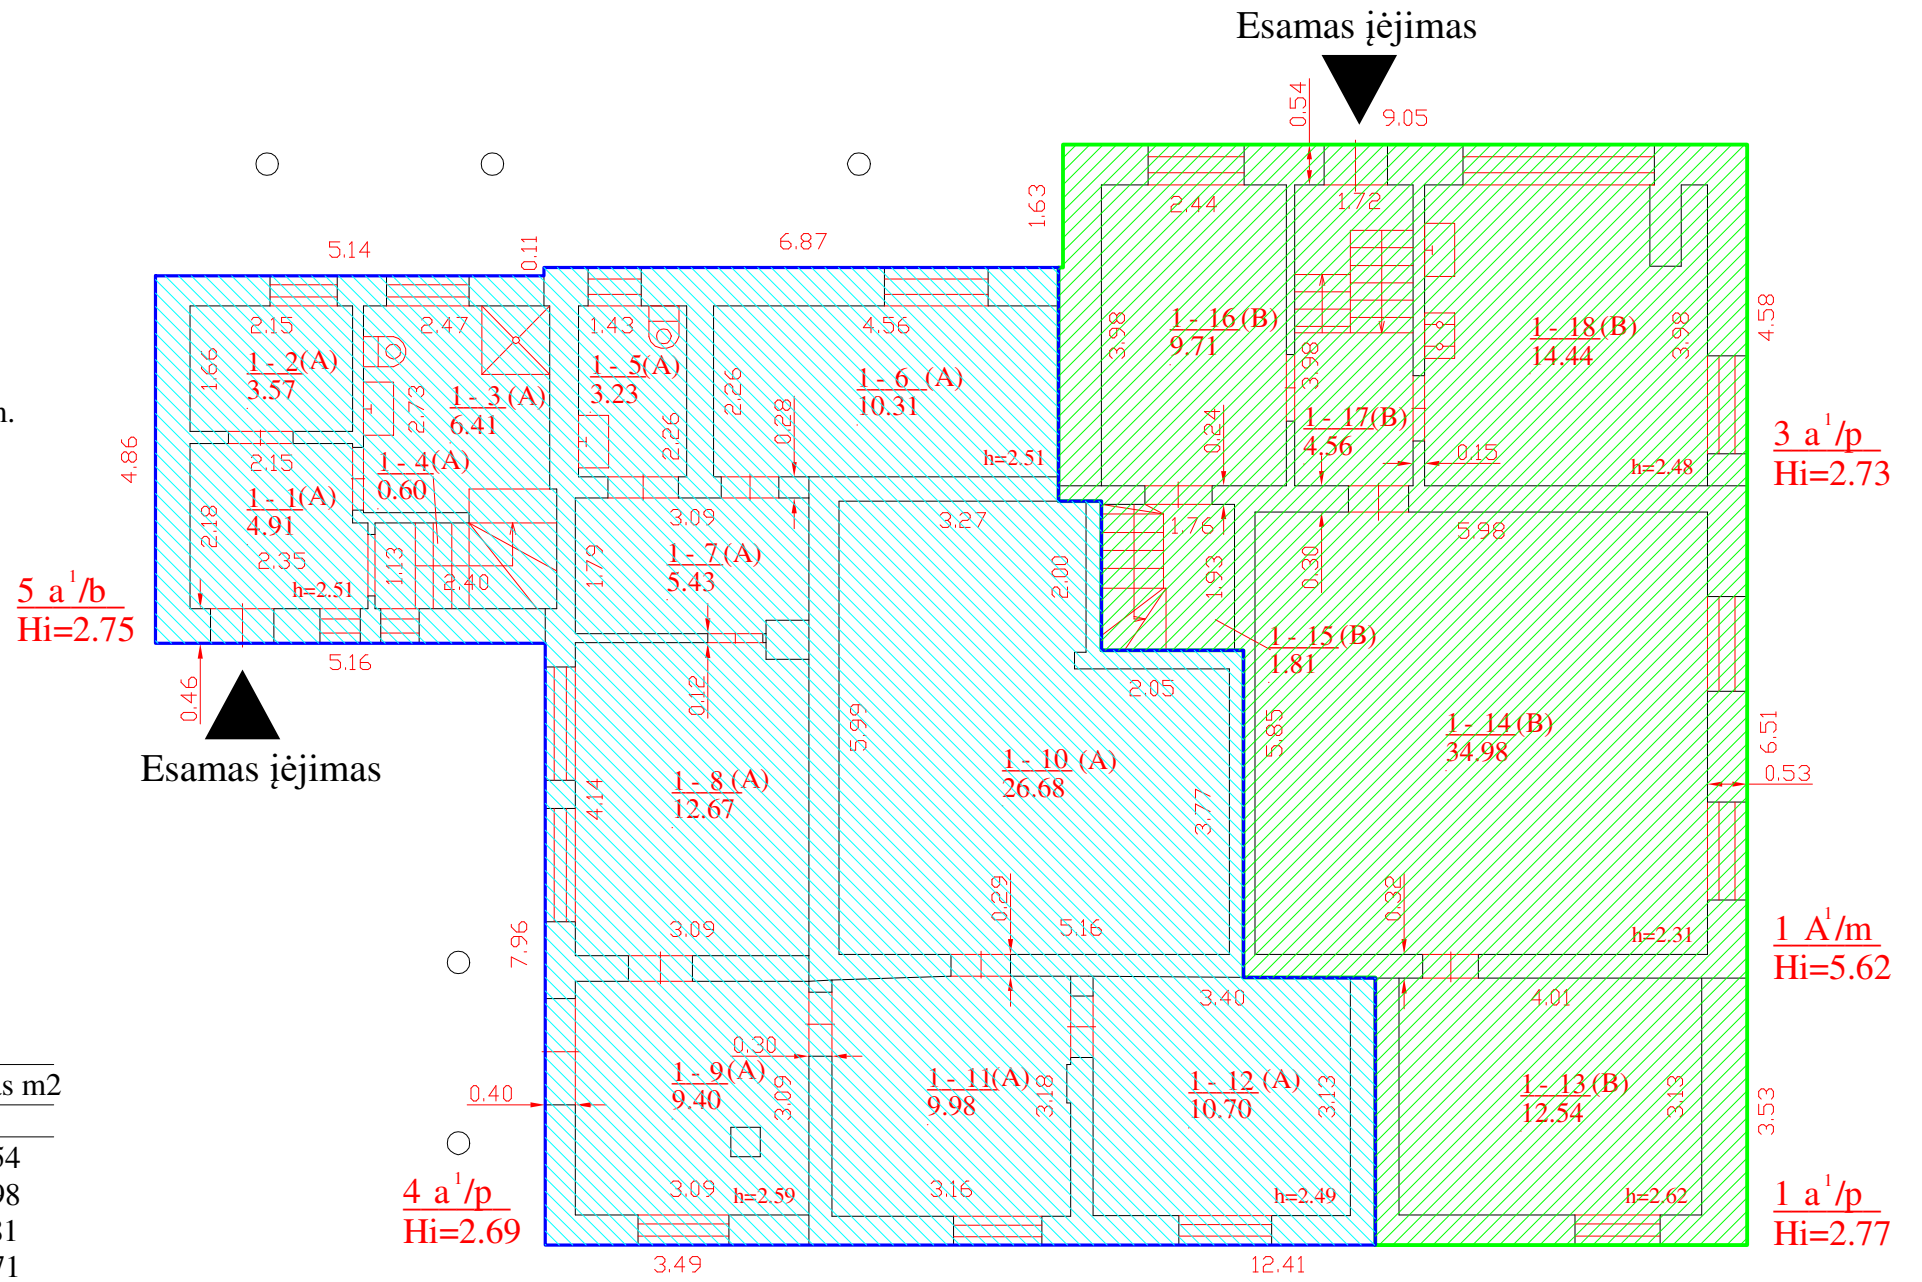 Esamas įėjimas
0.54
9.05
1.63
5.14
0.11
6.87
2.44
1.72
2.15
2.47
1.43
4.56
1.66
1 - 2(A)
3.57
2.73
1 - 3 (A)
6.41
1 - 5(A)
3.23
2.26
2.26
0.28
1 - 6 (A)
10.31
h=2.51
3.98
1 - 16(B)
9.71
3.98
0.24
1 - 17(B)
4.56
0.15
1 - 18(B)
14.44
3.98
4.58
h=2.48
n.
4.86
2.15
1 - 4(A)
0.60
1 - 1(A)
4.91
2.18
2.35
h=2.51
1.13
2.40
3.09
1 - 7(A)
5.43
1.79
3.27
2.00
1.76
1.93
0.30
5.98
3 a1/p
Hi=2.73
5 a1/b
Hi=2.75
5.16
0.46
Esamas įėjimas
0.12
1 - 15(B)
1.81
2.05
5.99
5.85
1 - 14(B)
34.98
6.51
0.53
1 - 10 (A)
26.68
1 - 8(A)
12.67
4.14
3.77
0.29
5.16
0.32
h=2.31
7.96
3.09
1 A1/m
Hi=5.62
3.40
4.01
0.30
0.40
1 - 9(A)
9.40
3.09
1 - 11(A)
9.98
3.18
1 - 12 (A)
10.70
3.13
1 - 13(B)
12.54
3.13
3.53
as m2
54
98
81
71
4 a1/p
Hi=2.69
3.09
h=2.59
3.16
h=2.49
h=2.62
1 a1/p
Hi=2.77
3.49
12.41